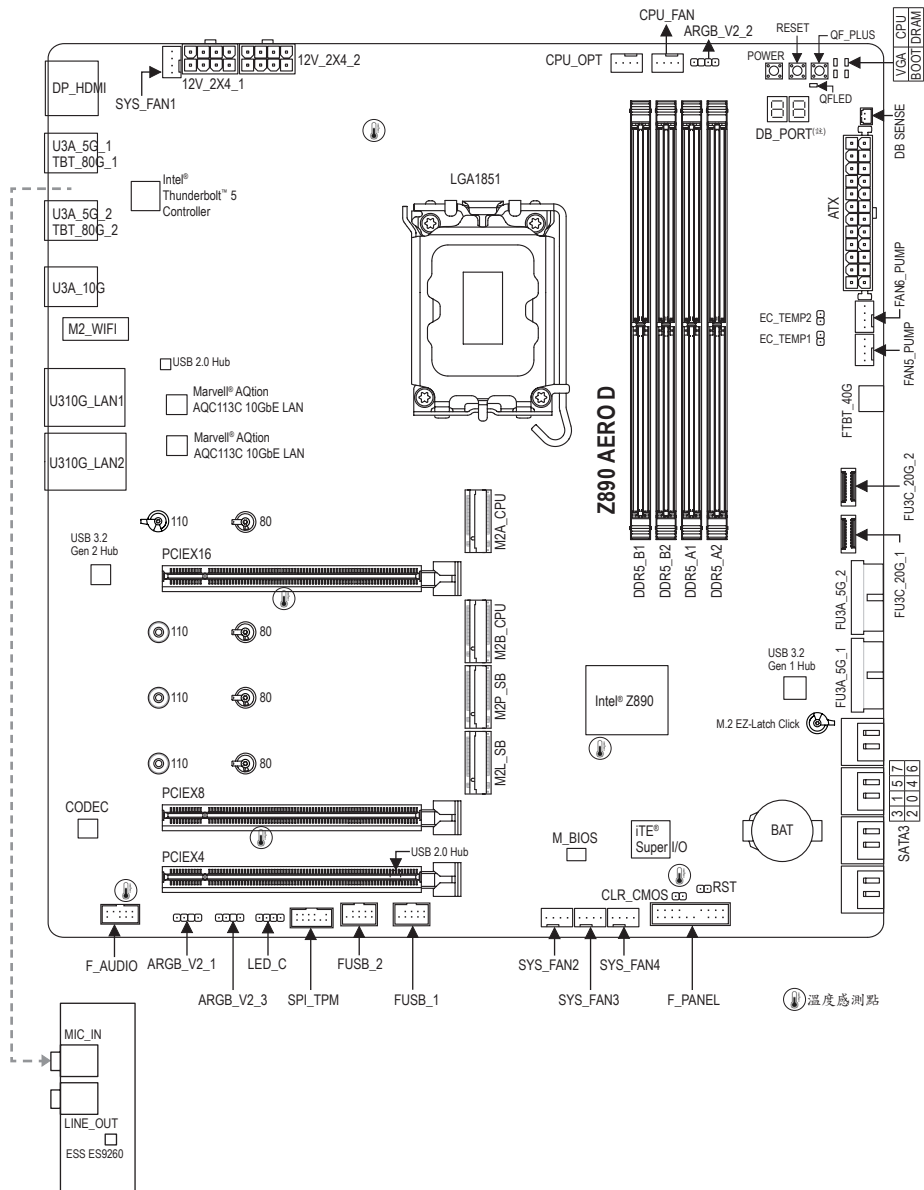 CPU_FAN
RESET
ARGB_V2_2
QF_PLUS
POWER
CPU_OPT
VGA CPU
BOOT DRAM
12V_2X4_2
12V_2X4_1
SYS_FAN1
DP_HDMI
QFLED
DB_PORT(註)
DB SENSE
U3A_5G_1
TBT_80G_1
Intel® Thunderbolt™ 5 Controller
LGA1851
ATX
U3A_5G_2
TBT_80G_2
U3A_10G
M2_WIFI
FAN6_PUMP
EC_TEMP2
EC_TEMP1
FAN5_PUMP
USB 2.0 Hub
U310G_LAN1
Marvell® AQtion
AQC113C 10GbE LAN
FTBT_40G
U310G_LAN2
Marvell® AQtion
AQC113C 10GbE LAN
Z890 AERO D
FU3C_20G_2
110
80
M2A_CPU
USB 3.2
Gen 2 Hub
PCIEX16
DDR5_B1
DDR5_B2
DDR5_A1
DDR5_A2
FU3C_20G_1
FU3A_5G_2
110
80
M2B_CPU
USB 3.2
Gen 1 Hub
FU3A_5G_1
110
80
M2P_SB
Intel® Z890
M.2 EZ-Latch Click
110
80
M2L_SB
3 1 5 7
2 0 4 6
SATA3
CODEC
PCIEX8
M_BIOS
iTE®
Super I/O
BAT
PCIEX4
USB 2.0 Hub
CLR_CMOS
RST
F_AUDIO
ARGB_V2_1
LED_C
FUSB_2
SYS_FAN2
SYS_FAN4
ARGB_V2_3
SPI_TPM
FUSB_1
SYS_FAN3
F_PANEL
溫度感測點
MIC_IN
LINE_OUT
ESS ES9260